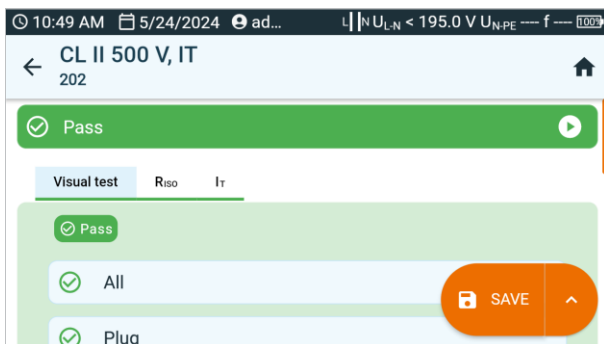 10:49 AM 5/24/2024 ad... L N U L-N < 195.0 V U N-PE ---- f ---- 100%
CL II 500 V, IT
202
Pass
Visual test RISO IT
Pass
All
SAVE
Plug